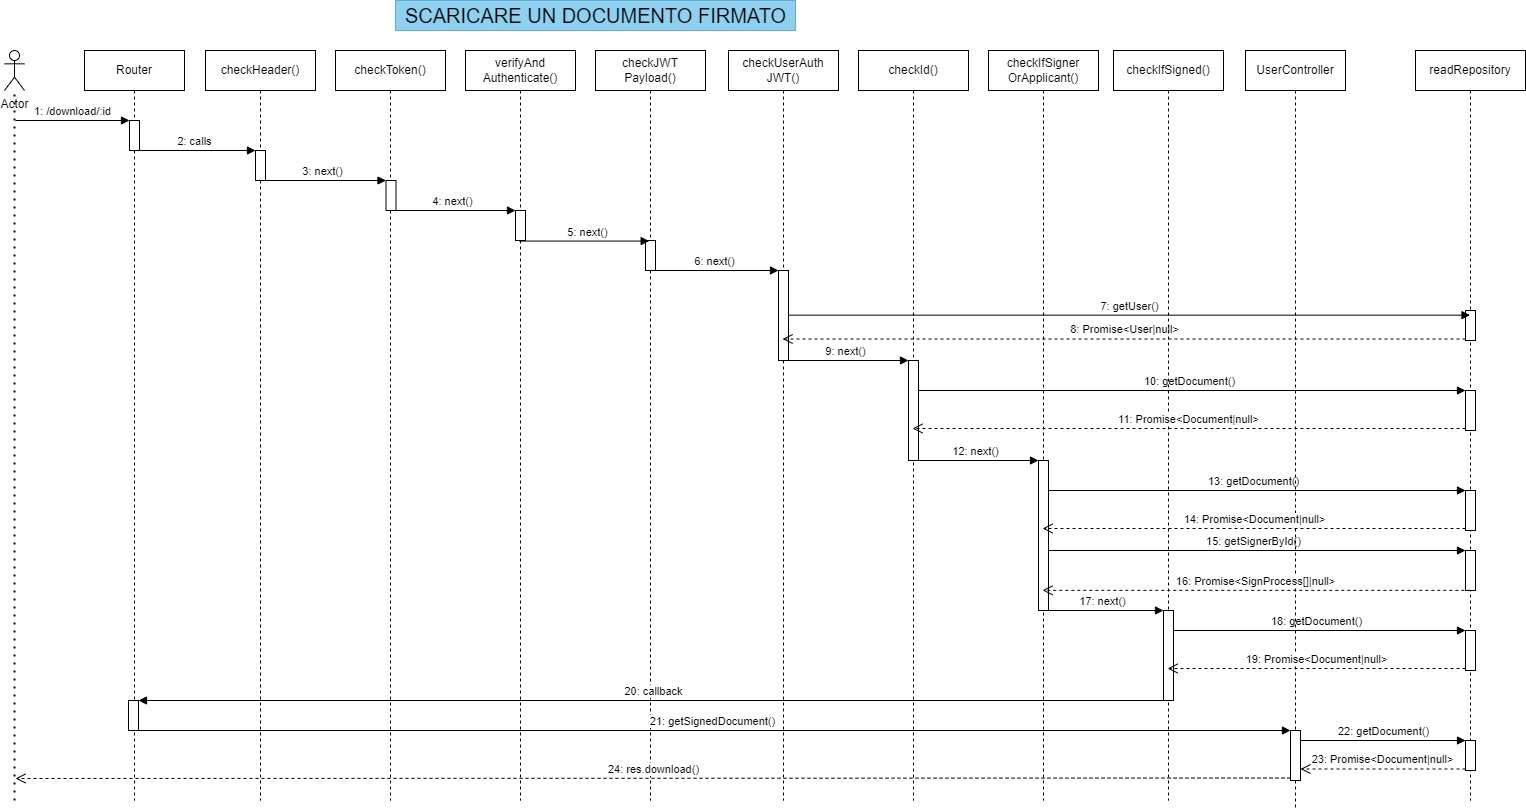 SCARICARE UN DOCUMENTO FIRMATO
Router
checkHeader()
checkToken()
verifyAnd
Authenticate()
checkJWT
Payload()
checkUserAuth
JWT()
checkId()
checkIfSigner
OrApplicant()
checkIfSigned()
UserController
readRepository
Actor
1: /download/:id
2: calls
3: next()
4: next()
5: next()
6: next()
7: getUser()
8: Promise<User|null>
9: next()
10: getDocument()
11: Promise<Document|null>
12: next()
13: getDocument()
14: Promise<Document|null>
15: getSignerById()
16: Promise<SignProcess[]|null>
17: next()
18: getDocument()
19: Promise<Document|null>
20: callback
21: getSignedDocument()
22: getDocument()
23: Promise<Document|null>
24: res.download()